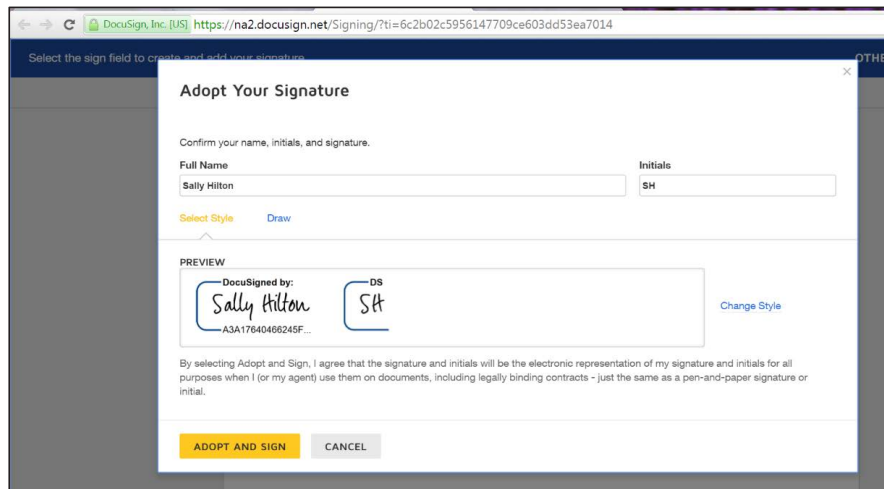 DocuSign, Inc. [US] https://na2.docusign.net/Signing/?ti=6c2b02c5956147709ce603dd53ea7014
Select the sign field to create and add your signature
OTHE
Adopt Your Signature
Confirm your name, initials, and signature.
Full Name Initials
Sally Hilton SH
Select Style Draw
PREVIEW
DocuSigned by: DS
Sally Hilton SH
A3A17640466245F...
Change Style
By selecting Adopt and Sign, I agree that the signature and initials will be the electronic representation of my signature and initials for all
purposes when I (or my agent) use them on documents, including legally binding contracts - just the same as a pen-and-paper signature or
initial.
ADOPT AND SIGN CANCEL